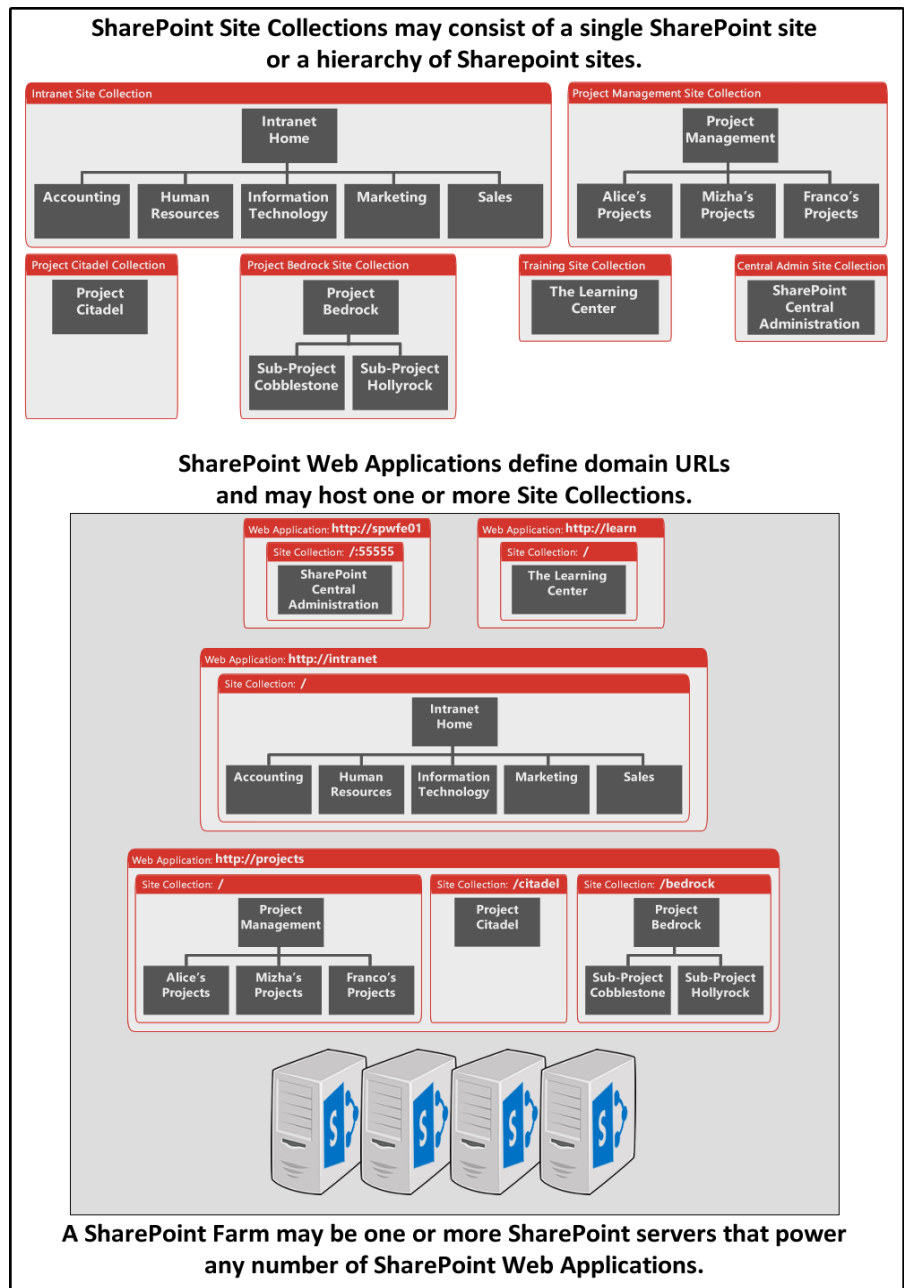 SharePoint Site Collections may consist of a single SharePoint site
or a hierarchy of Sharepoint sites.
Intranet Site Collection
Intranet
Home
Accounting
Human
Resources
Information
Technology
Marketing
Sales
Project Management Site Collection
Project
Management
Alice's
Projects
Mizha's
Projects
Franco's
Projects
Project Citadel Collection
Project
Citadel
Project Bedrock Site Collection
Project
Bedrock
Sub-Project
Cobblestone
Sub-Project
Hollyrock
Training Site Collection
The Learning
Center
Central Admin Site Collection
SharePoint
Central
Administration
SharePoint Web Applications define domain URLs
and may host one or more Site Collections.
Web Application: http://spwfe01
Site Collection: /:55555
SharePoint
Central
Administration
Web Application: http://learn
Site Collection: /
The Learning
Center
Web Application: http://intranet
Site Collection: /
Intranet
Home
Accounting
Human
Resources
Information
Technology
Marketing
Sales
Web Application: http://projects
Site Collection: /
Project
Management
Alice's
Projects
Mizha's
Projects
Franco's
Projects
Site Collection: /citadel
Project
Citadel
Site Collection: /bedrock
Project
Bedrock
Sub-Project
Cobblestone
Sub-Project
Hollyrock
S
S
S
S
A SharePoint Farm may be one or more SharePoint servers that power
any number of SharePoint Web Applications.